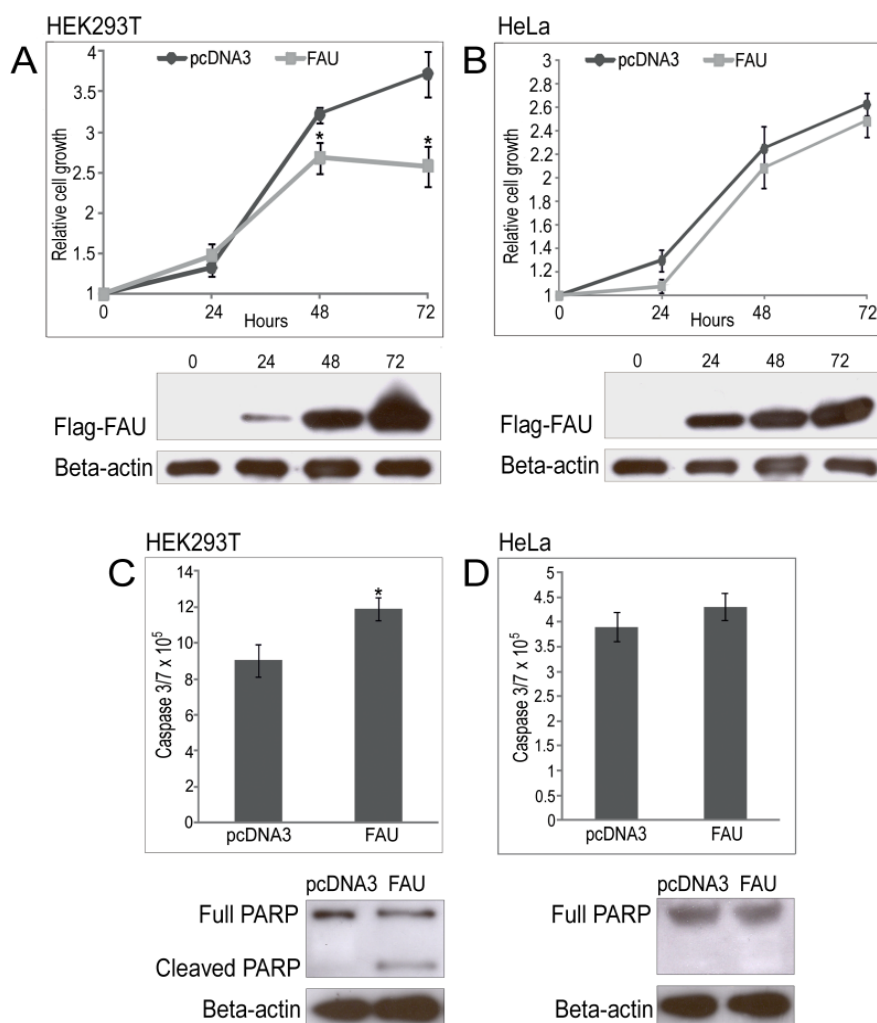 HEK293T
A
pcDNA3 FAU
Relative cell growth
4
3.5
3
2.5
2
1.5
1
* *
0 24 48 72
Hours
0 24 48 72
Flag-FAU
Beta-actin
HeLa
B
pcDNA3 FAU
Relative cell growth
3
2.8
2.6
2.4
2.2
2
1.8
1.6
1.4
1.2
1
0 24 48 72
Hours
0 24 48 72
Flag-FAU
Beta-actin
HEK293T
C
Caspase 3/7 x 10⁵
14
12
10
8
6
4
2
0
*
pcDNA3 FAU
pcDNA3 FAU
Full PARP
Cleaved PARP
Beta-actin
HeLa
D
Caspase 3/7 x 10⁵
5
4.5
4
3.5
3
2.5
2
1.5
1
0.5
0
pcDNA3 FAU
pcDNA3 FAU
Full PARP
Beta-actin